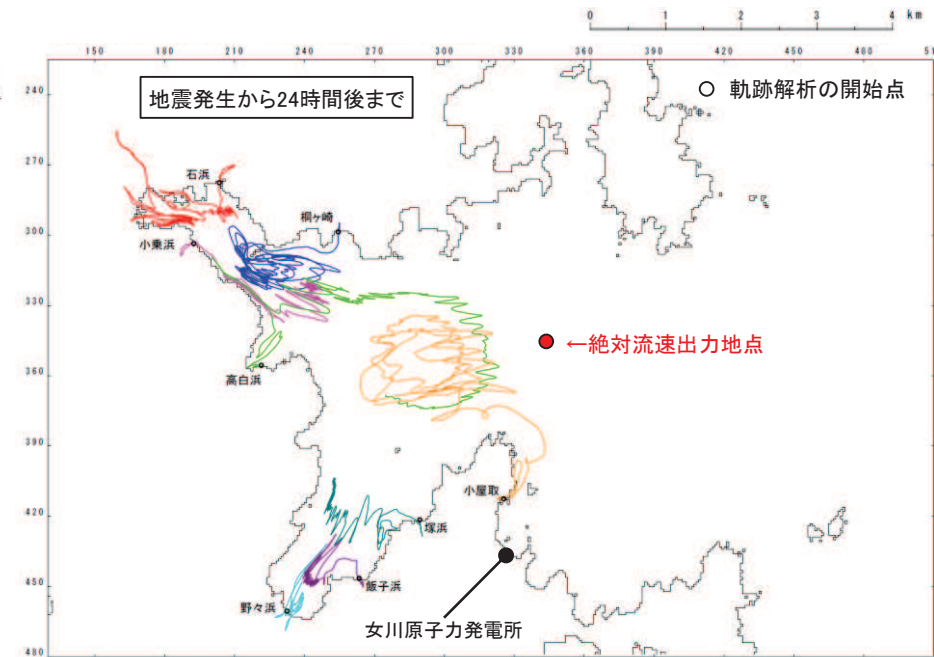 0 1 2 3 4 km
150 180 210 240 270 300 330 360 390 420 450 480 51
240
270
300
330
360
390
420
450
480
地震発生から24時間後まで
○ 軌跡解析の開始点
石浜
桐ヶ崎
小乗浜
←絶対流速出力地点
高白浜
小屋取
塚浜
飯子浜
野々浜
女川原子力発電所